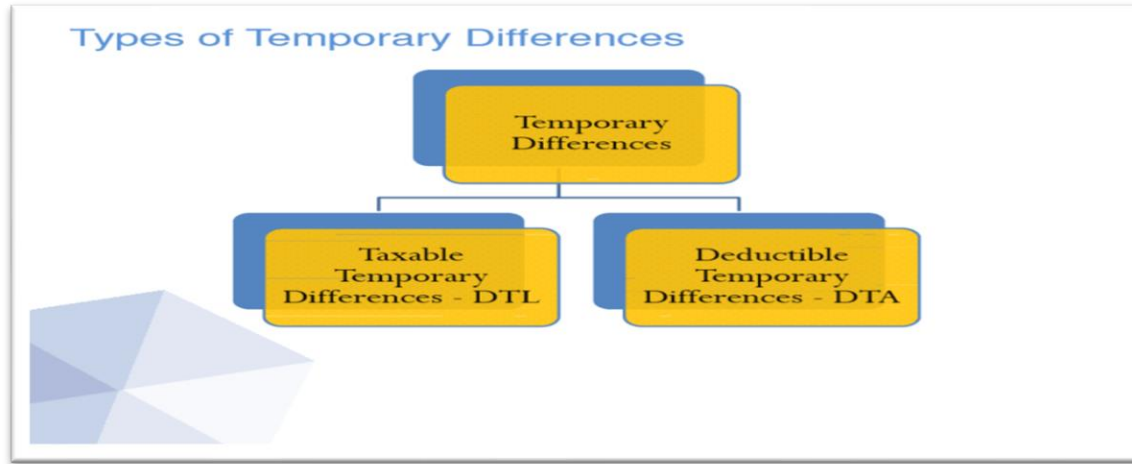 Types of Temporary Differences
Temporary
Differences
Taxable
Temporary
Differences - DTL
Deductible
Temporary
Differences - DTA